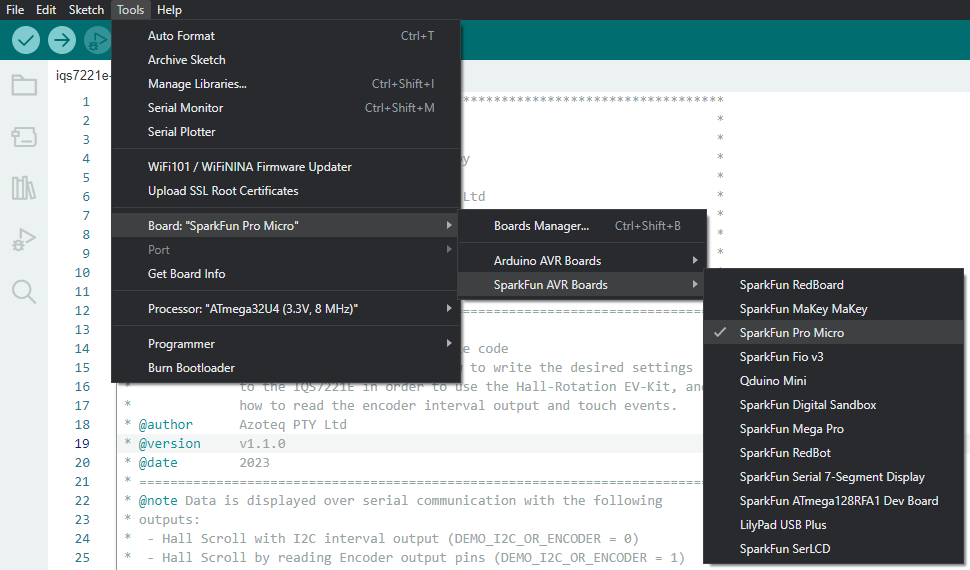 File Edit Sketch Tools Help
iqs7221e-
Auto Format Ctrl+T
Archive Sketch
Manage Libraries... Ctrl+Shift+I
Serial Monitor Ctrl+Shift+M
Serial Plotter
WiFi101 / WiFiNINA Firmware Updater
Upload SSL Root Certificates
Board: "SparkFun Pro Micro"
Port
Get Board Info
Processor: "ATmega32U4 (3.3V, 8 MHz)"
Programmer
Burn Bootloader
Boards Manager... Ctrl+Shift+B
Arduino AVR Boards
SparkFun AVR Boards
SparkFun RedBoard
SparkFun MaKey MaKey
SparkFun Pro Micro
SparkFun Fio v3
Qduino Mini
SparkFun Digital Sandbox
SparkFun Mega Pro
SparkFun RedBot
SparkFun Serial 7-Segment Display
SparkFun ATmega128RFA1 Dev Board
LilyPad USB Plus
SparkFun SerLCD
1 **********************************
2 *
3 *
4 y *
5 *
6 Ltd *
7 *
8 *
9 *
10 *
11
12 ================================
13
14 e code
15 to write the desired settings
16 * to the IQS7221E in order to use the Hall-Rotation EV-Kit, and
17 * how to read the encoder interval output and touch events.
18 * @author Azoteq PTY Ltd
19 * @version v1.1.0
20 * @date 2023
21 * ==========================================================================
22 * @note Data is displayed over serial communication with the following
23 * outputs:
24 * - Hall Scroll with I2C interval output (DEMO_I2C_OR_ENCODER = 0)
25 * - Hall Scroll by reading Encoder output pins (DEMO_I2C_OR_ENCODER = 1)